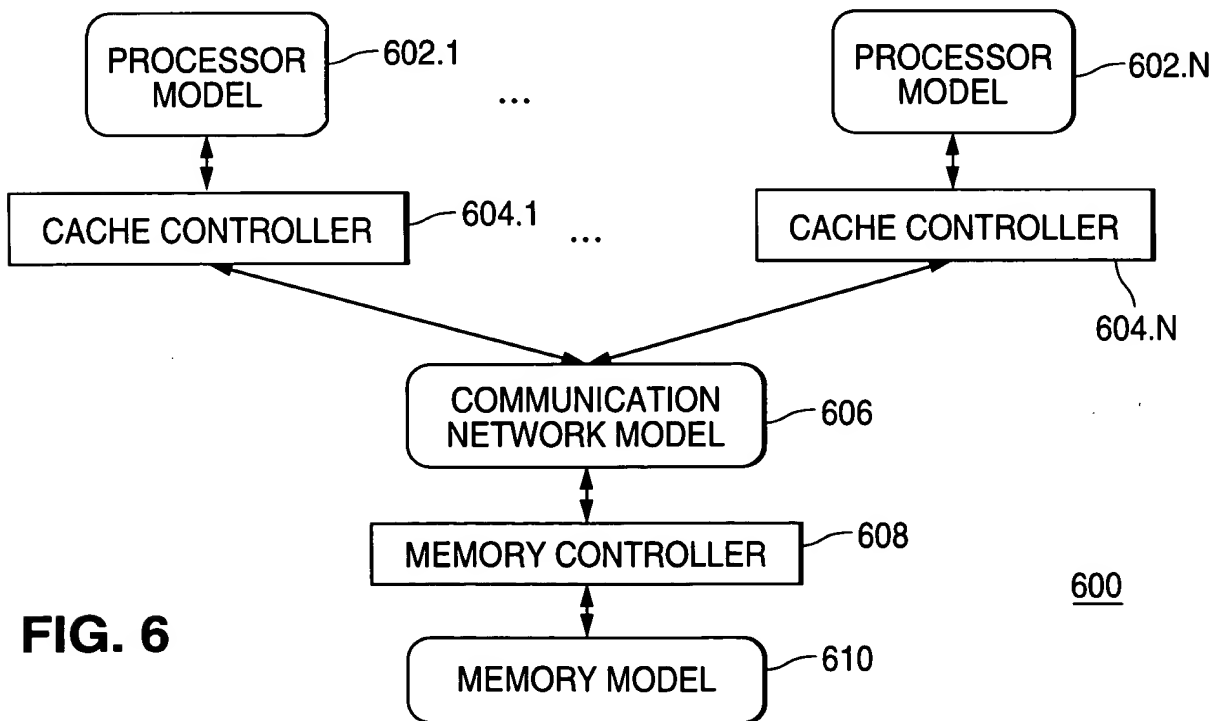 PROCESSOR
MODEL
602.1
...
PROCESSOR
MODEL
602.N
CACHE CONTROLLER
604.1
...
CACHE CONTROLLER
604.N
COMMUNICATION
NETWORK MODEL
606
MEMORY CONTROLLER
608
600
FIG. 6
MEMORY MODEL
610